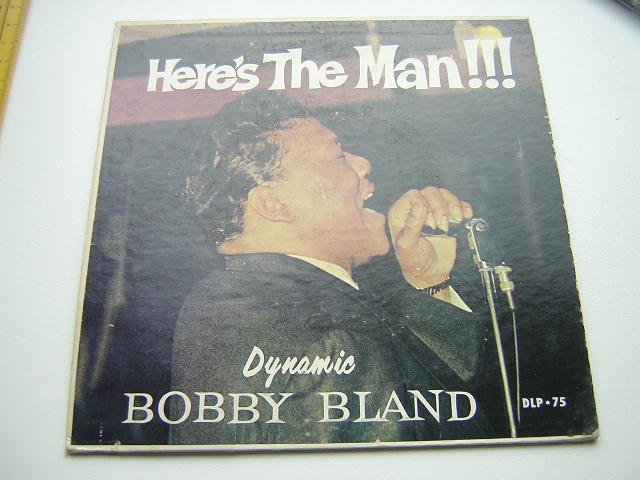 Here's The Man!!!
Dynamic
BOBBY BLAND
DLP • 75